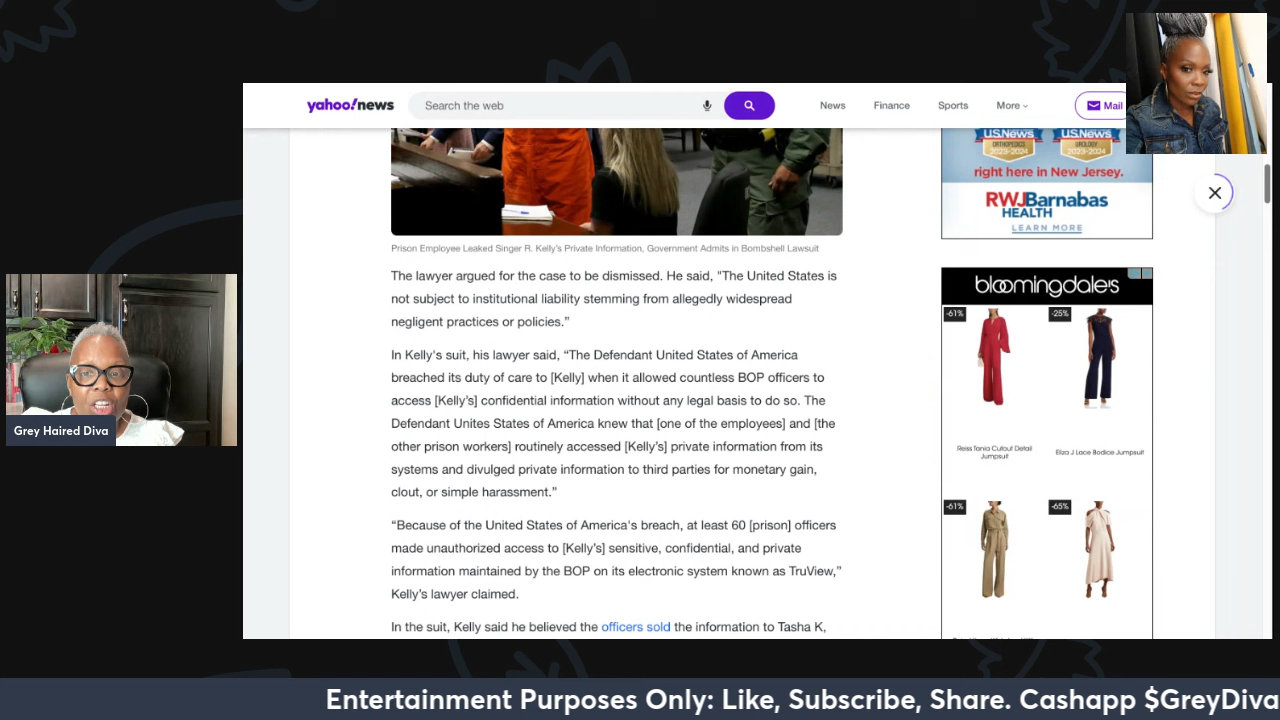 yahoo!news
Search the web
News
Finance
Sports
More
Mail
U.S.News
U.S.News
ORTHOPEDICS
UROLOGY
2023-2024
2023-2024
right here in New Jersey.
RWJBarnabas
HEALTH
LEARN MORE
Prison Employee Leaked Singer R. Kelly's Private Information, Government Admits in Bombshell Lawsuit
The lawyer argued for the case to be dismissed. He said, "The United States is
not subject to institutional liability stemming from allegedly widespread
negligent practices or policies.”
In Kelly's suit, his lawyer said, “The Defendant United States of America
breached its duty of care to [Kelly] when it allowed countless BOP officers to
access [Kelly’s] confidential information without any legal basis to do so. The
Defendant Unites States of America knew that [one of the employees] and [the
other prison workers] routinely accessed [Kelly’s] private information from its
systems and divulged private information to third parties for monetary gain,
clout, or simple harassment.”
“Because of the United States of America's breach, at least 60 [prison] officers
made unauthorized access to [Kelly’s] sensitive, confidential, and private
information maintained by the BOP on its electronic system known as TruView,”
Kelly’s lawyer claimed.
In the suit, Kelly said he believed the officers sold the information to Tasha K,
bloomingdale's
-61%
-25%
Reiss Tania Cutout Detail
Jumpsuit
Eliza J Lace Bodice Jumpsuit
-61%
-65%
Grey Haired Diva
Entertainment Purposes Only: Like, Subscribe, Share. Cashapp $GreyDiva